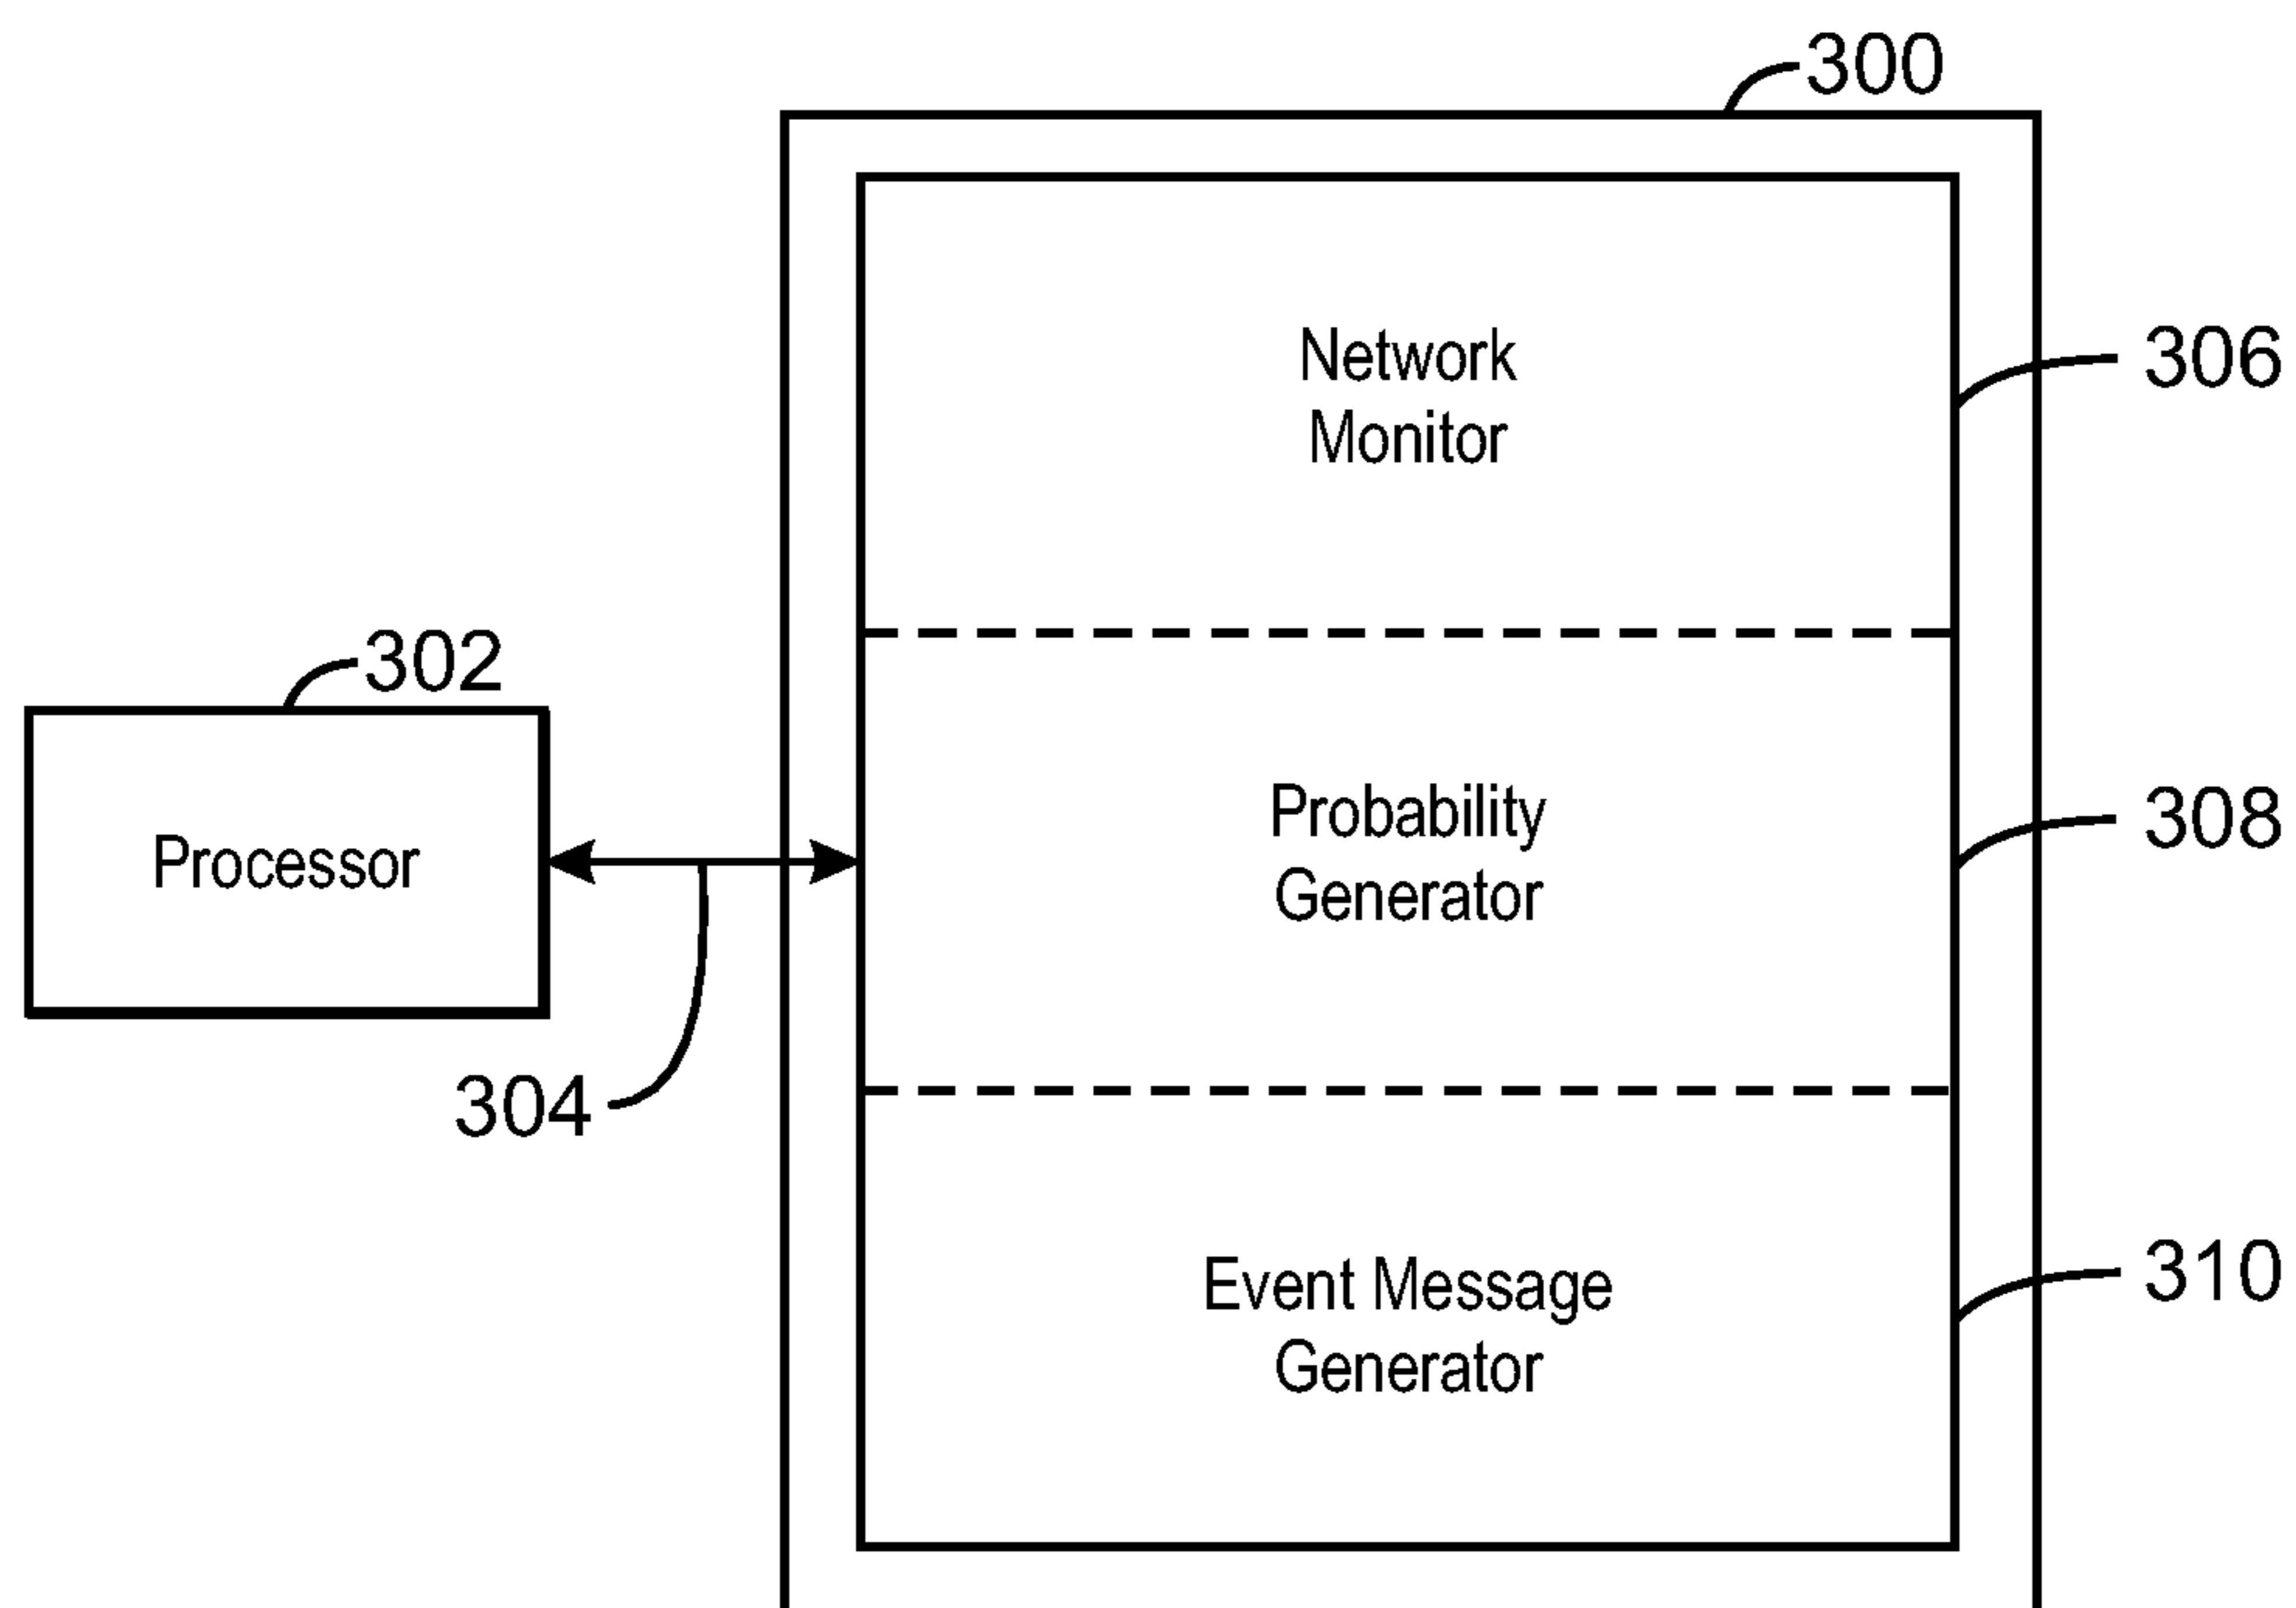 300
Network
Monitor
306
302
Processor
Probability
Generator
308
304
Event Message
Generator
310